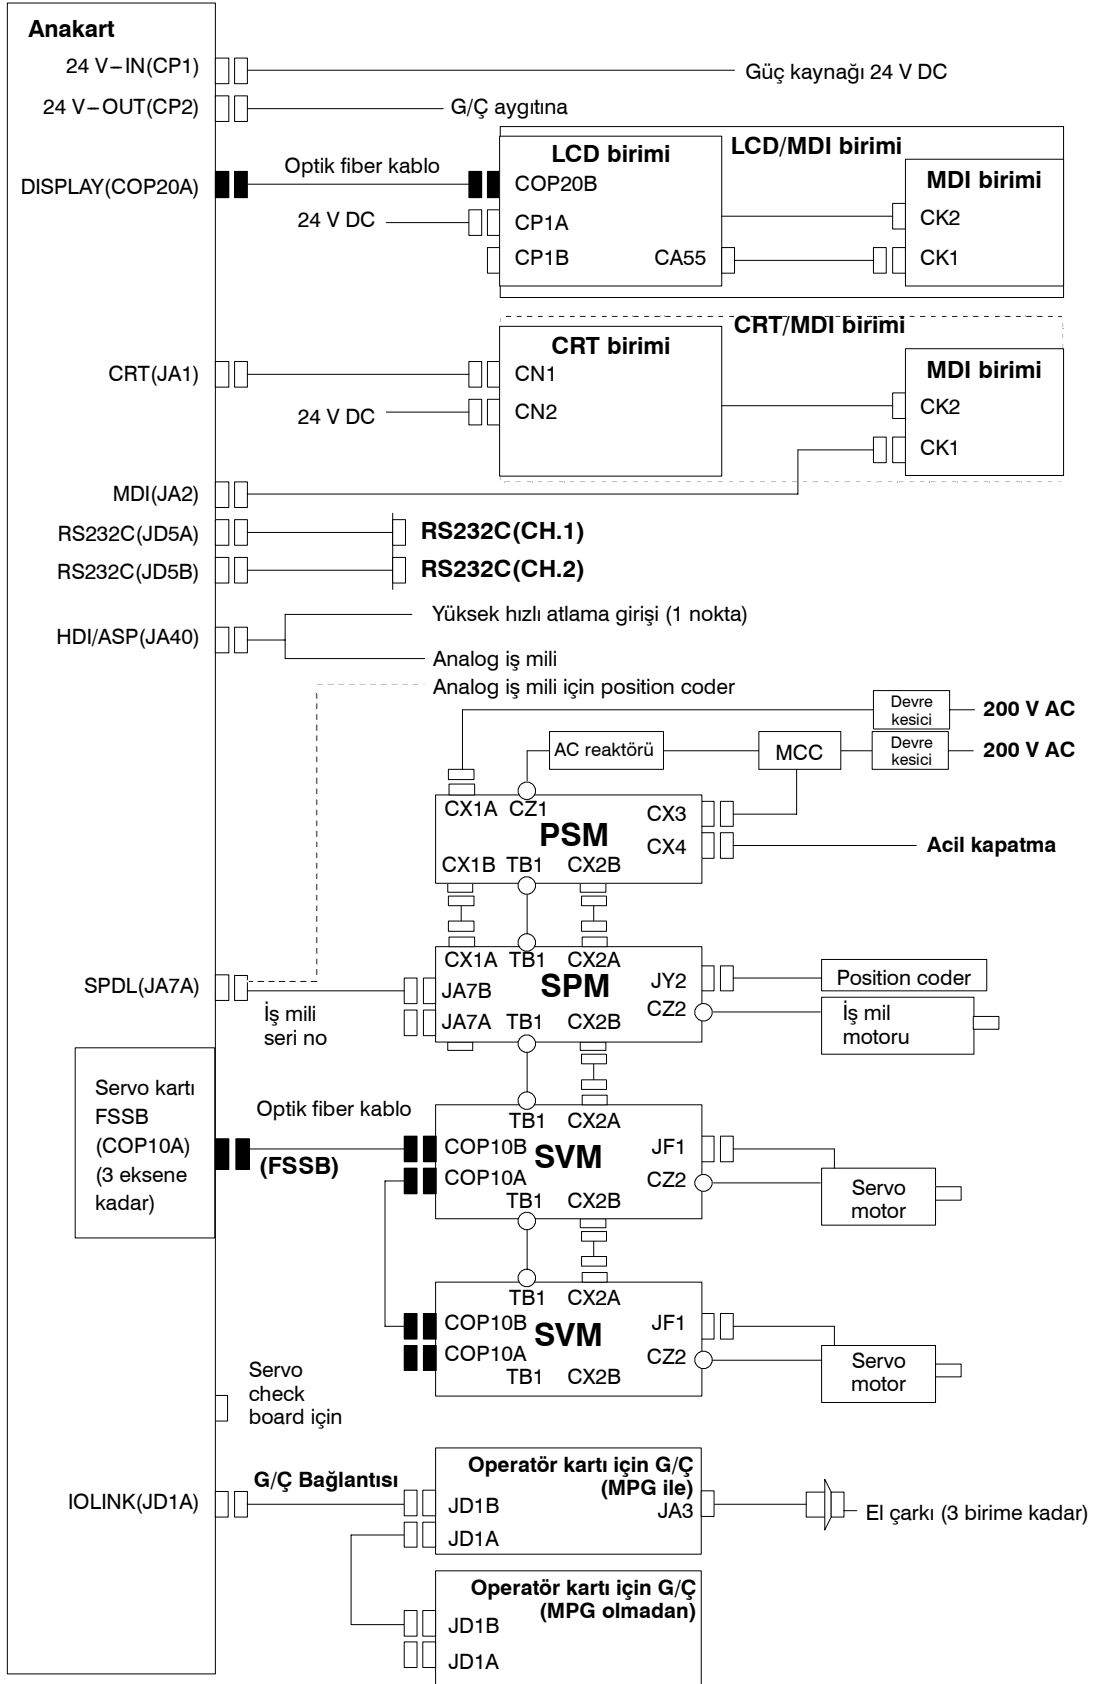 Anakart
24 V-IN(CP1)
Güç kaynağı 24 V DC
24 V-OUT(CP2)
G/Ç aygıtına
LCD/MDI birimi
LCD birimi
MDI birimi
DISPLAY(COP20A)
Optik fiber kablo
COP20B
24 V DC
CP1A
CK2
CP1B
CA55
CK1
CRT/MDI birimi
CRT birimi
MDI birimi
CRT(JA1)
CN1
24 V DC
CN2
CK2
CK1
MDI(JA2)
RS232C(JD5A)
RS232C(CH.1)
RS232C(JD5B)
RS232C(CH.2)
HDI/ASP(JA40)
Yüksek hızlı atlama girişi (1 nokta)
Analog iş mili
Analog iş mili için position coder
Devre
kesici
200 V AC
AC reaktörü
MCC
Devre
kesici
200 V AC
CX1A
CZ1
CX3
PSM
CX4
Acil kapatma
CX1B
TB1
CX2B
CX1A
TB1
CX2A
SPDL(JA7A)
İş mili
seri no
JA7B
SPM
JY2
Position coder
JA7A
TB1
CX2B
CZ2
İş mil
motoru
Servo kartı
FSSB
(COP10A)
(3 eksene
kadar)
Optik fiber kablo
(FSSB)
TB1
CX2A
COP10B
SVM
JF1
COP10A
CZ2
TB1
CX2B
Servo
motor
TB1
CX2A
COP10B
SVM
JF1
COP10A
CZ2
TB1
CX2B
Servo
motor
Servo
check
board için
IOLINK(JD1A)
G/Ç Bağlantısı
Operatör kartı için G/Ç
(MPG ile)
JD1B
JA3
El çarkı (3 birime kadar)
JD1A
Operatör kartı için G/Ç
(MPG olmadan)
JD1B
JD1A